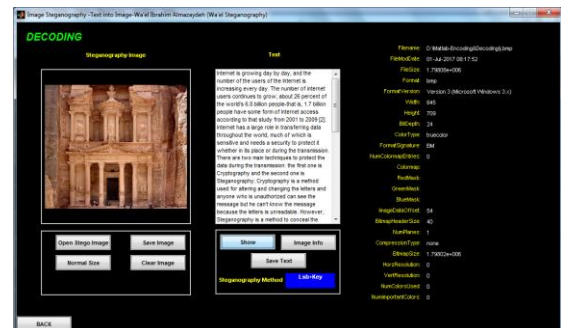 Image Steganography -Text into Image-Wa'el Ibrahim Almazaydeh (Wa'el Steganography)
DECODING
Steganography Image
Text
Internet is growing day by day, and the
number of the users of the Internet is
increasing every day. The number of internet
users continues to grow; about 26 percent of
the world's 6.8 billion people-that is, 1.7 billion
people have some form of Internet access
according to that study from 2001 to 2009 [2].
Internet has a large role in transferring data
throughout the world, much of which is
sensitive and needs a security to protect it
whether in its place or during the transmission.
There are two main techniques to protect the
data during the transmission: the first one is
Cryptography and the second one is
Steganography; Cryptography is a method
used for altering and changing the letters and
anyone who is unauthorized can see the
message but he can't know the message
because the letters is unreadable. However,
Steganography is a method to conceal the
Open Stego Image
Save Image
Normal Size
Clear Image
Show
Image Info
Save Text
Steganography Method
Lsb+Key
BACK
Filename D:\Matlab-Encoding&Decoding\j.bmp
FileModDate 01-Jul-2017 08:17:52
FileSize 1.79806e+006
Format bmp
FormatVersion Version 3 (Microsoft Windows 3.x)
Width 845
Height 709
BitDepth 24
ColorType truecolor
FormatSignature BM
NumColormapEntries 0
Colormap
RedMask
GreenMask
BlueMask
ImageDataOffset 54
BitmapHeaderSize 40
NumPlanes 1
CompressionType none
BitmapSize 1.79802e+006
HorzResolution 0
VertResolution 0
NumColorsUsed 0
NumImportantColors 0